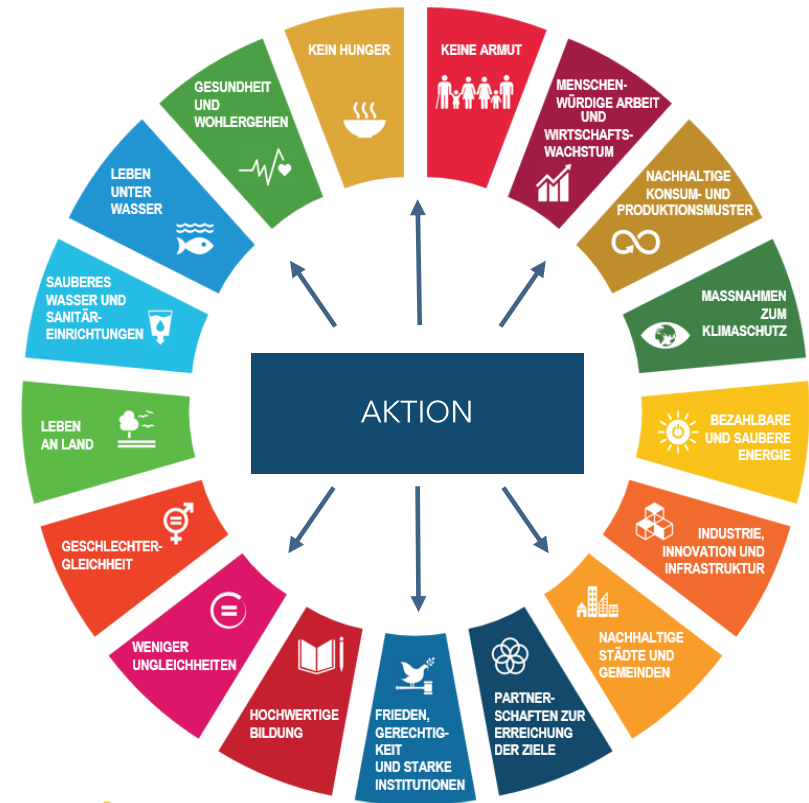 KEIN HUNGER
KEINE ARMUT
MENSCHEN-
WÜRDIGE ARBEIT
UND
WIRTSCHAFTS-
WACHSTUM
NACHHALTIGE
KONSUM- UND
PRODUKTIONSMUSTER
MASSNAHMEN
ZUM
KLIMASCHUTZ
BEZAHLBARE
UND SAUBERE
ENERGIE
INDUSTRIE,
INNOVATION UND
INFRASTRUKTUR
NACHHALTIGE
STÄDTE UND
GEMEINDEN
PARTNER-
SCHAFTEN ZUR
ERREICHUNG
DER ZIELE
FRIEDEN,
GERECHTIG-
KEIT
UND STARKE
INSTITUTIONEN
HOCHWERTIGE
BILDUNG
WENIGER
UNGLEICHHEITEN
GESCHLECHTER-
GLEICHHEIT
LEBEN
AN LAND
SAUBERES
WASSER UND
SANITÄR-
EINRICHTUNGEN
LEBEN
UNTER
WASSER
GESUNDHEIT
UND
WOHLERGEHEN
AKTION